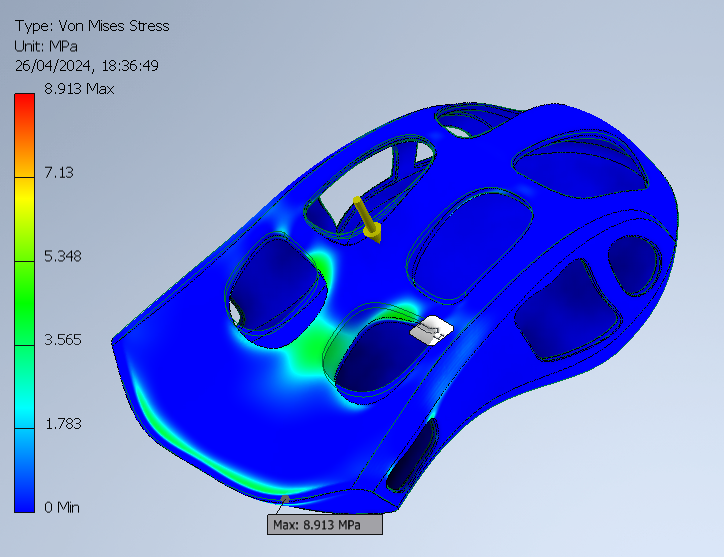 Type: Von Mises Stress
Unit: MPa
26/04/2024, 18:36:49
8.913 Max
7.13
5.348
3.565
1.783
0 Min
Max: 8.913 MPa